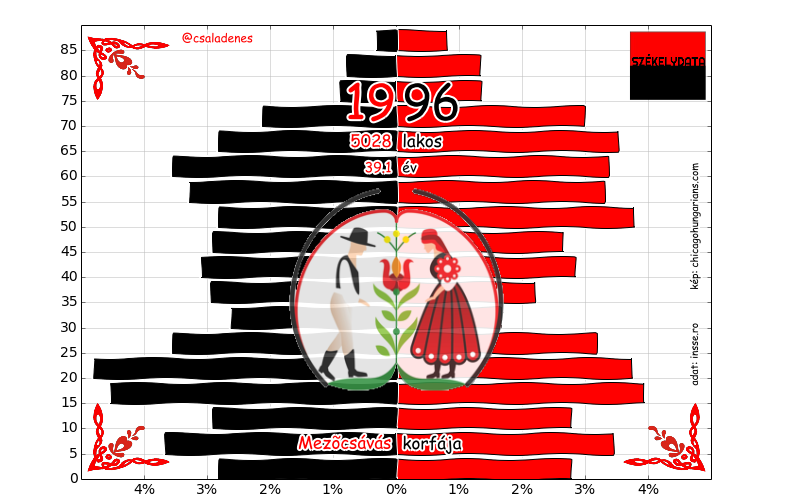 @csaladenes
SZÉKELYDATA
1996
5028 lakos
39.1 év
Mezőcsávás korfája
kép: chicagohungarians.com
adat: insse.ro
85
80
75
70
65
60
55
50
45
40
35
30
25
20
15
10
5
0
4% 3% 2% 1% 0% 1% 2% 3% 4%